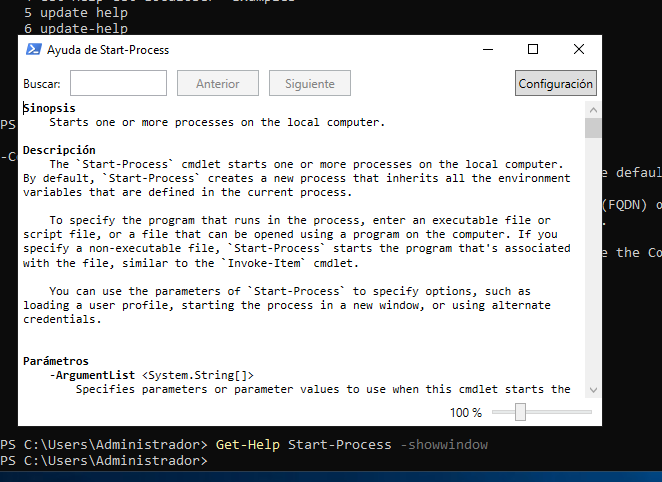 5 update help
6 update-help
Ayuda de Start-Process
Buscar: Anterior Siguiente Configuración
Sinopsis
Starts one or more processes on the local computer.
Descripción
The `Start-Process` cmdlet starts one or more processes on the local computer.
By default, `Start-Process` creates a new process that inherits all the environment
variables that are defined in the current process.
To specify the program that runs in the process, enter an executable file or
script file, or a file that can be opened using a program on the computer. If you
specify a non-executable file, `Start-Process` starts the program that's associated
with the file, similar to the `Invoke-Item` cmdlet.
You can use the parameters of `Start-Process` to specify options, such as
loading a user profile, starting the process in a new window, or using alternate
credentials.
Parámetros
-ArgumentList <System.String[]>
Specifies parameters or parameter values to use when this cmdlet starts the
100 %
PS
-Co
e defaul
(FQDN) o
.
e the Co
PS C:\Users\Administrador> Get-Help Start-Process -showwindow
PS C:\Users\Administrador>